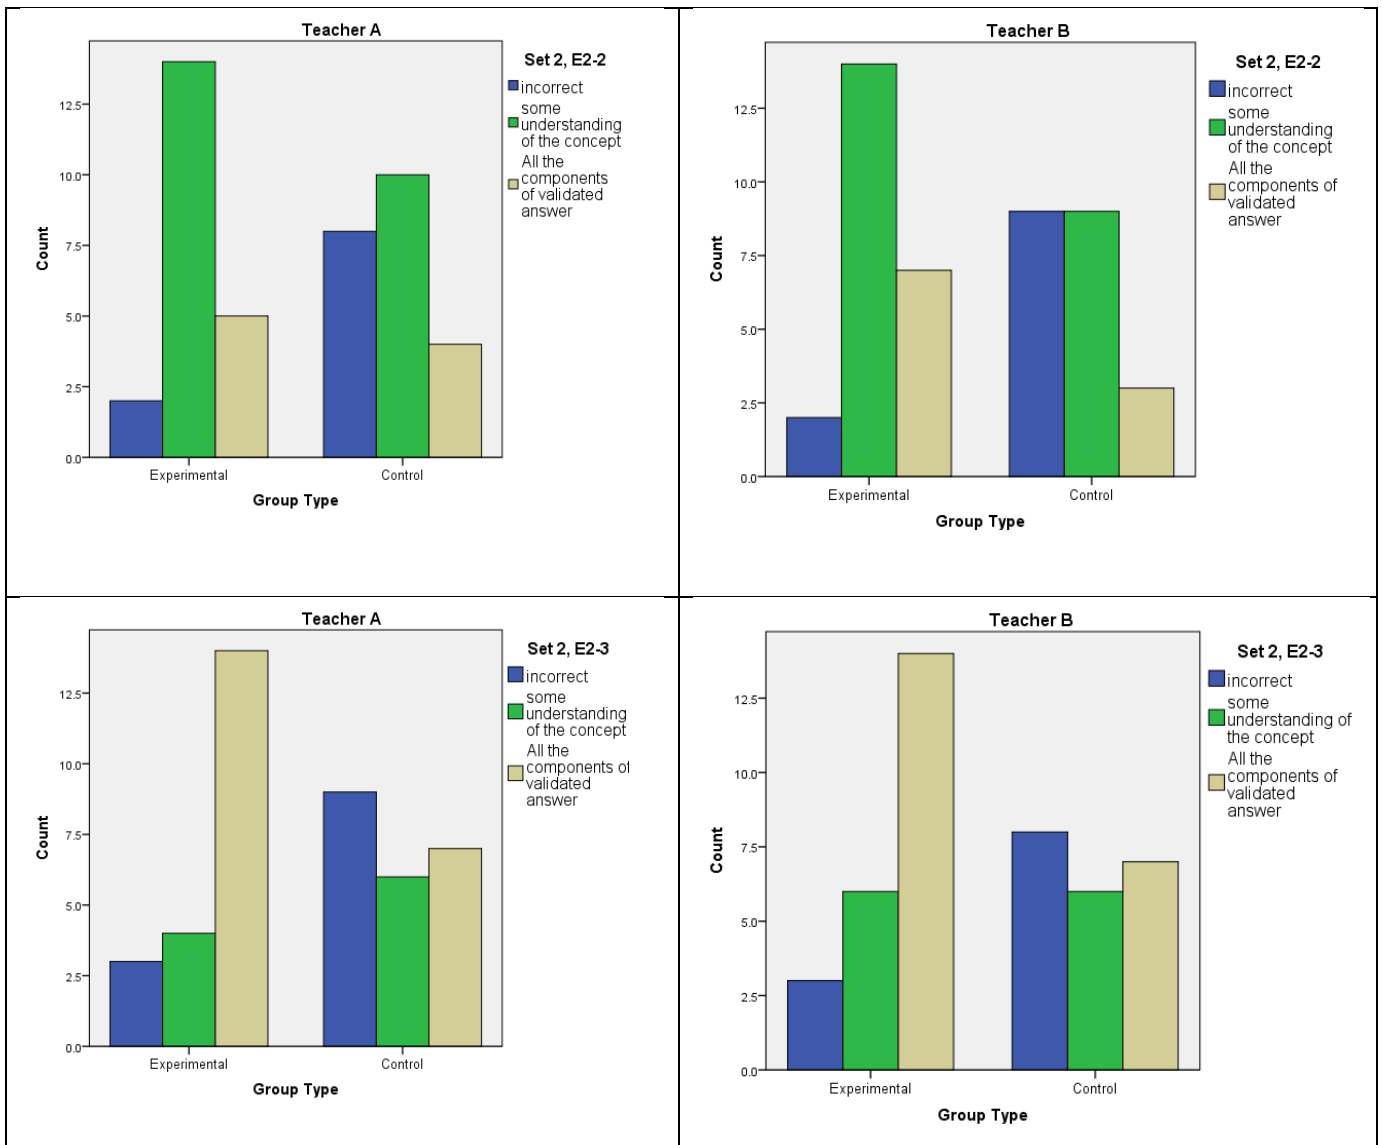 Teacher A
Set 2, E2-2
incorrect
some
understanding
of the concept
All the
components
of validated
answer
Count
12.5
10.0
7.5
5.0
2.5
0.0
Experimental
Control
Group Type
Teacher B
Set 2, E2-2
incorrect
some
understanding
of the concept
All the
components of
validated
answer
Count
12.5
10.0
7.5
5.0
2.5
0.0
Experimental
Control
Group Type
Teacher A
Set 2, E2-3
incorrect
some
understanding
of the concept
All the
components of
validated
answer
Count
12.5
10.0
7.5
5.0
2.5
0.0
Experimental
Control
Group Type
Teacher B
Set 2, E2-3
incorrect
some
understanding of
the concept
All the
components of
validated
answer
Count
12.5
10.0
7.5
5.0
2.5
0.0
Experimental
Control
Group Type